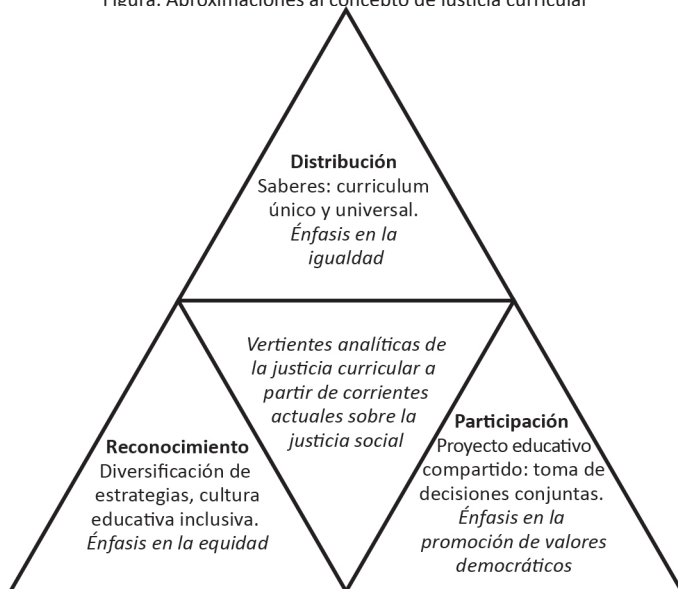 Figura. Aproximaciones al concepto de justicia curricular
Distribución
Saberes: curriculum
único y universal.
Énfasis en la
igualdad
Vertientes analíticas de
la justicia curricular a
partir de corrientes
actuales sobre la
justicia social
Reconocimiento
Diversificación de
estrategias, cultura
educativa inclusiva.
Énfasis en la equidad
Participación
Proyecto educativo
compartido: toma de
decisiones conjuntas.
Énfasis en la
promoción de valores
democráticos